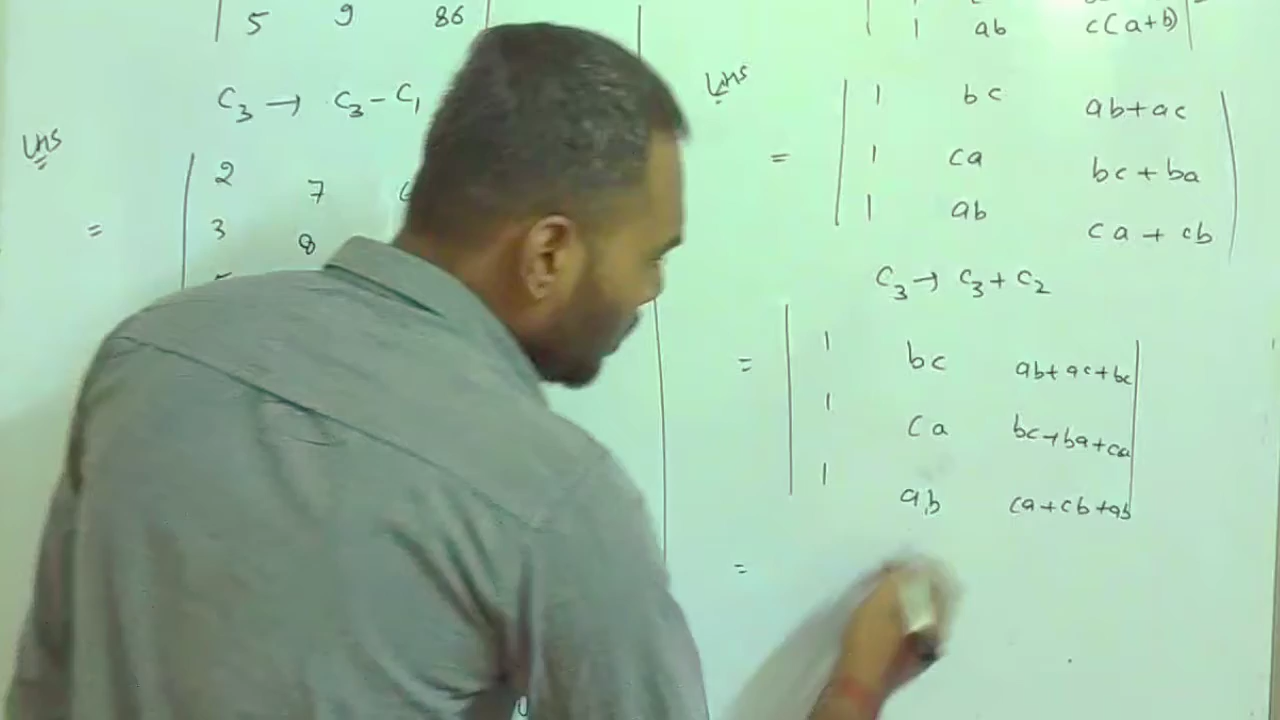 5 9 86
C₃ → C₃ - C₁
Ans
2 7
= 3 8
1 ab c(a+b)
Ans
1 bc ab+ac
= 1 ca bc+ba
1 ab ca+cb
C₃ → C₃ + C₂
1 bc ab+ac+bc
=
1 ca bc+ba+ca
1 ab ca+cb+ab
=